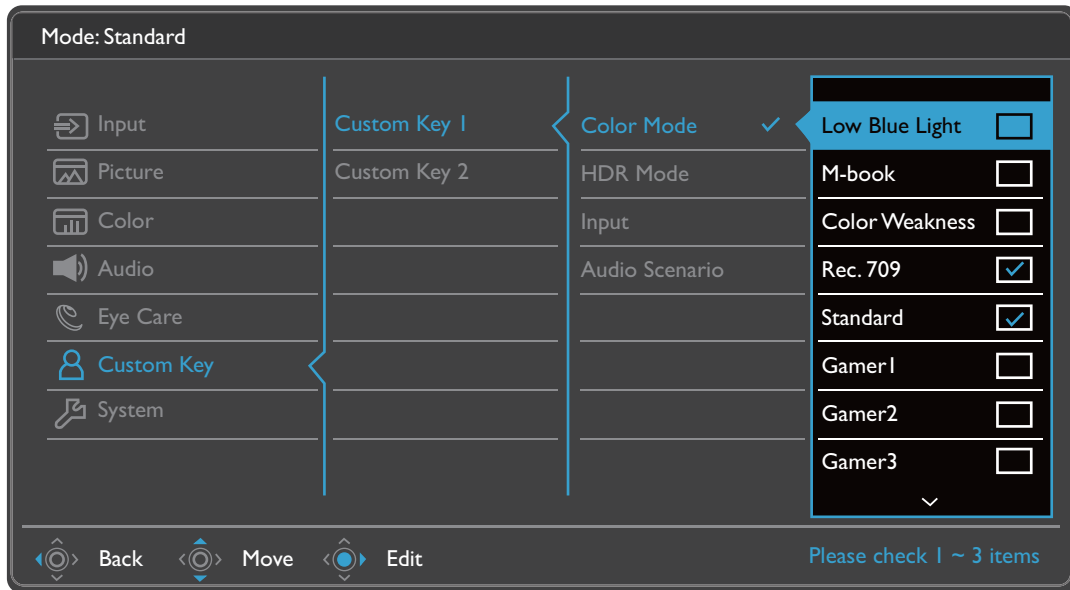 Mode: Standard
Input
Picture
Color
Audio
Eye Care
Custom Key
System
Custom Key 1
Custom Key 2
Color Mode
HDR Mode
Input
Audio Scenario
Low Blue Light
M-book
Color Weakness
Rec. 709
Standard
Gamer1
Gamer2
Gamer3
Back Move Edit
Please check 1 ~ 3 items